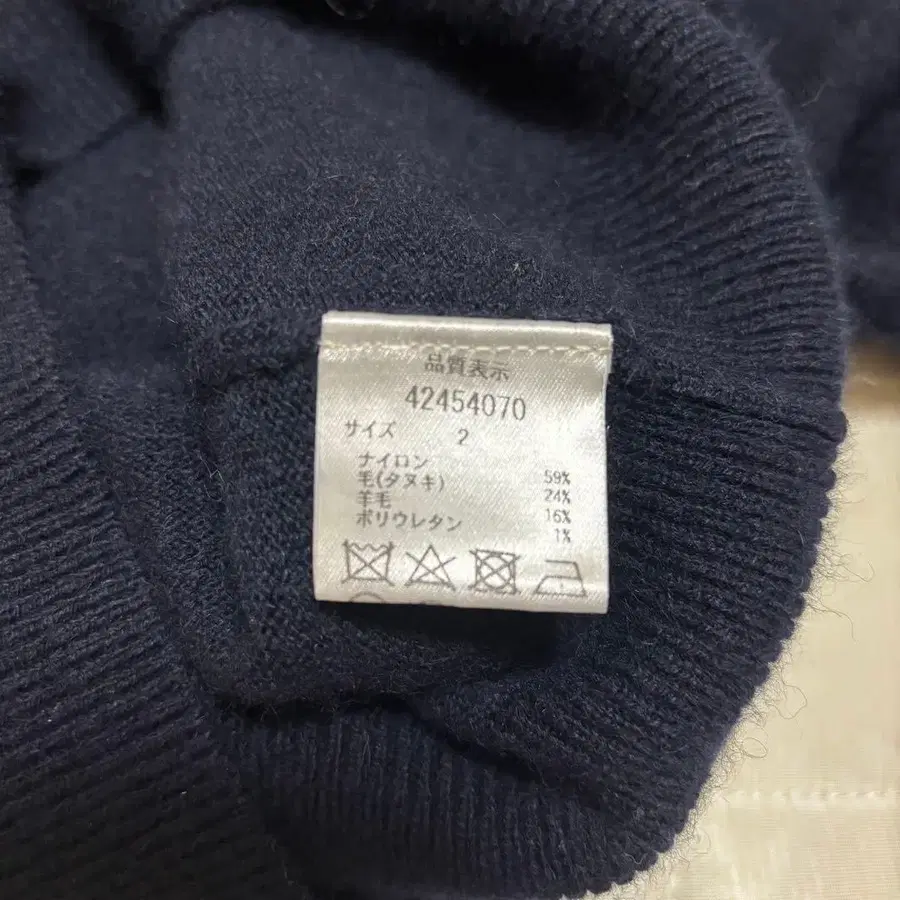 品質表示
42454070
サイズ 2
ナイロン 59%
毛(タヌキ) 24%
羊毛 16%
ポリウレタン 1%